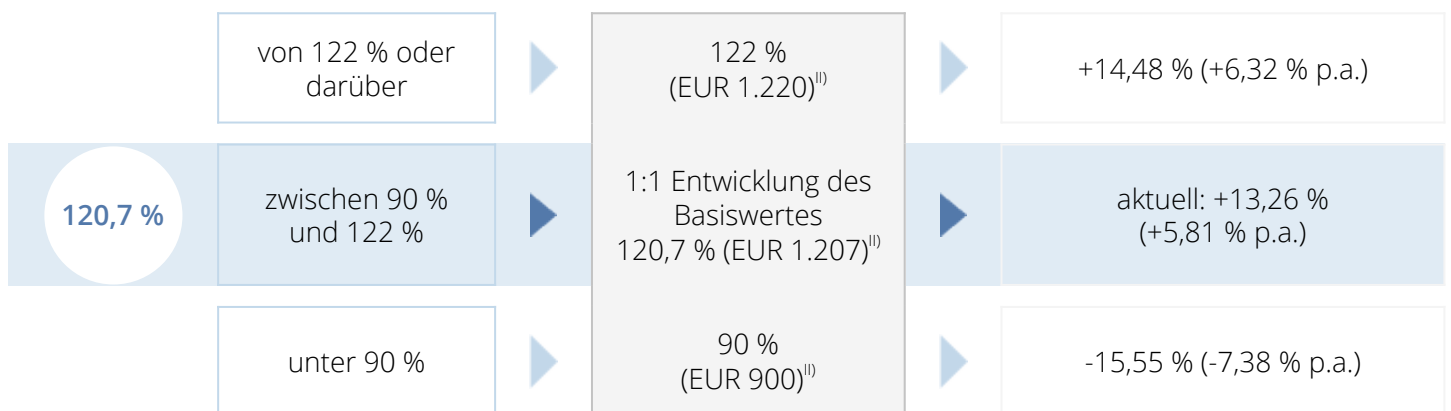 von 122 % oder
darüber
122 %
(EUR 1.220)II)
+14,48 % (+6,32 % p.a.)
120,7 %
zwischen 90 %
und 122 %
1:1 Entwicklung des
Basiswertes
120,7 % (EUR 1.207)II)
aktuell: +13,26 %
(+5,81 % p.a.)
unter 90 %
90 %
(EUR 900)II)
-15,55 % (-7,38 % p.a.)